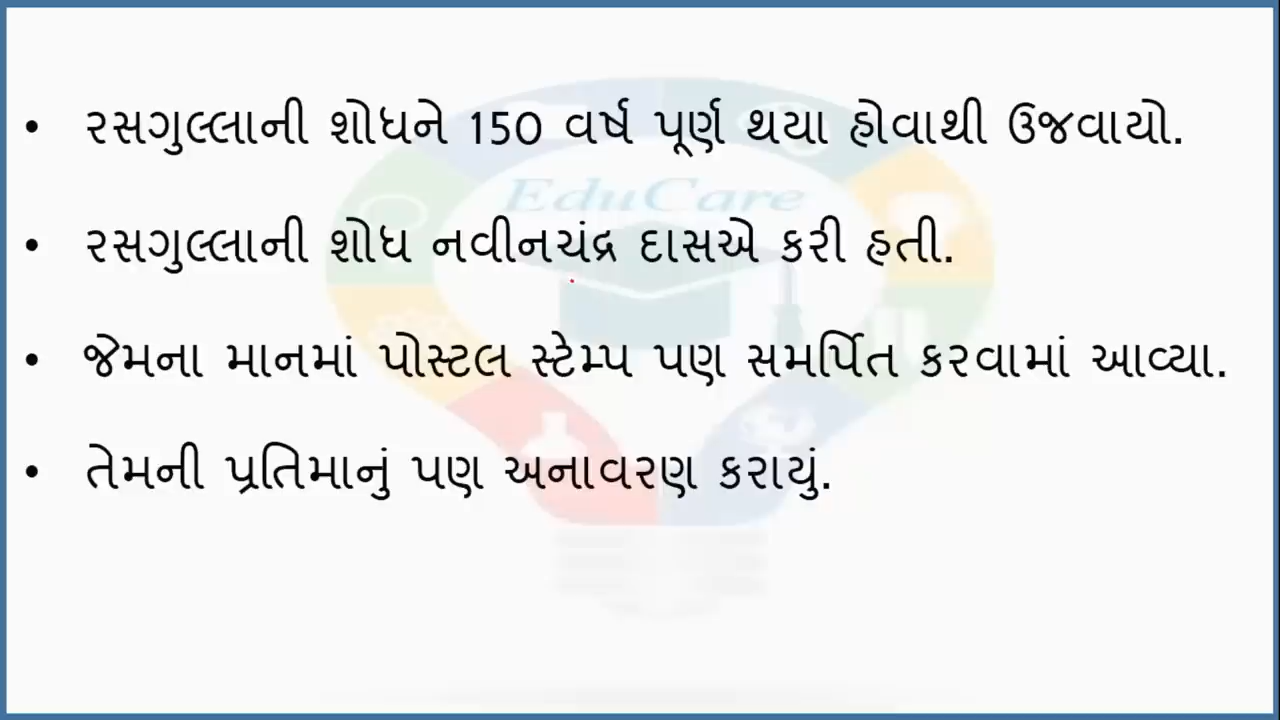 • રસગુલ્લાની શોધને 150 વર્ષ પૂર્ણ થયા હોવાથી ઉજવાયો.
EduCare
• રસગુલ્લાની શોધ નવીનચંદ્ર દાસએ કરી હતી.
• જેમના માનમાં પોસ્ટલ સ્ટેમ્પ પણ સમર્પિત કરવામાં આવ્યા.
• તેમની પ્રતિમાનું પણ અનાવરણ કરાયું.